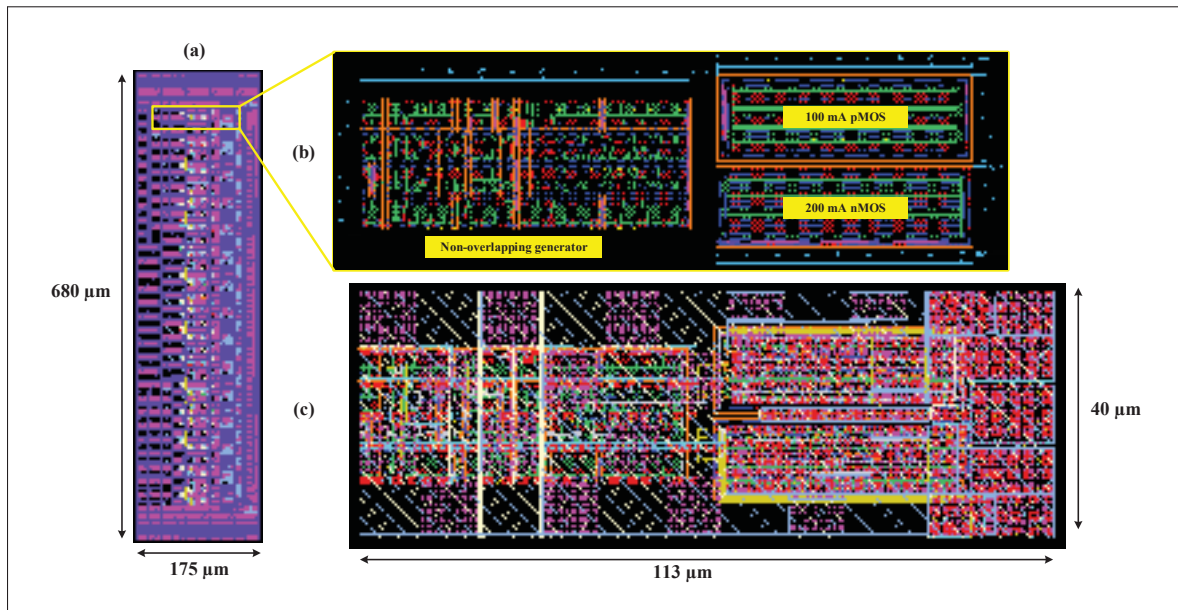 (a)
100 mA pMOS
(b)
200 mA nMOS
Non-overlapping generator
680 µm
(c)
40 µm
175 µm
113 µm